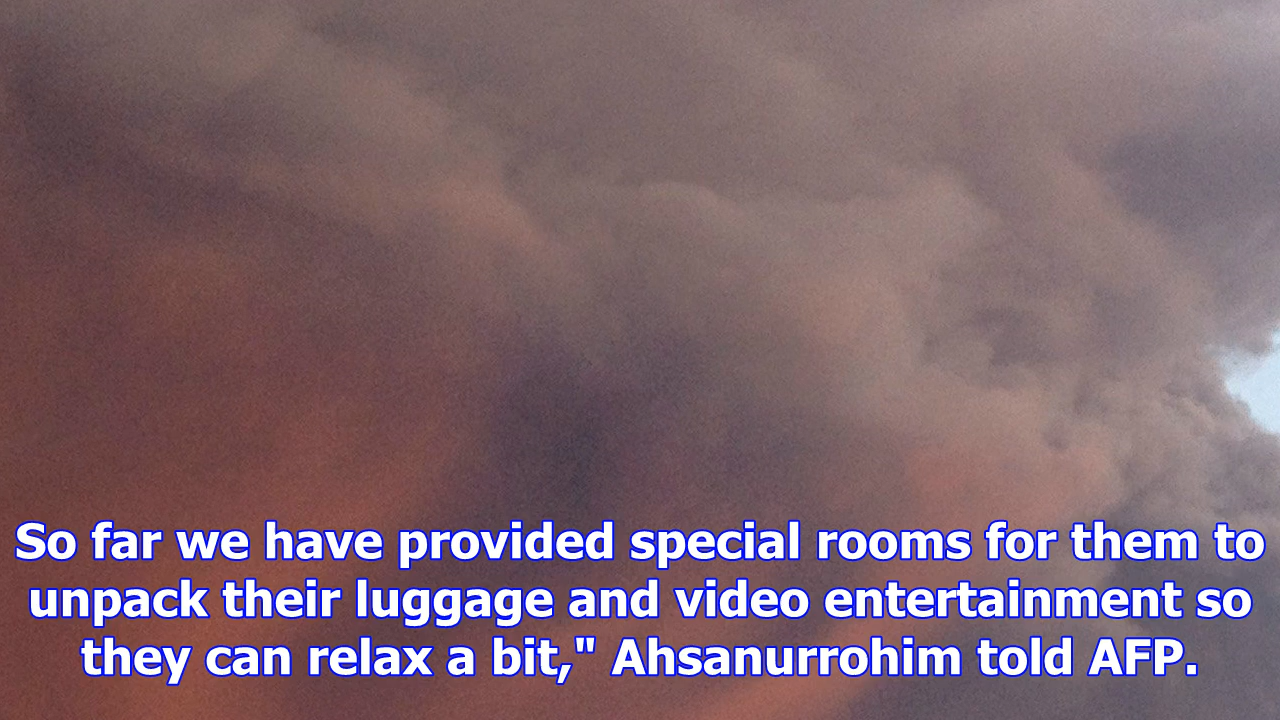 So far we have provided special rooms for them to
unpack their luggage and video entertainment so
they can relax a bit," Ahsanurrohim told AFP.